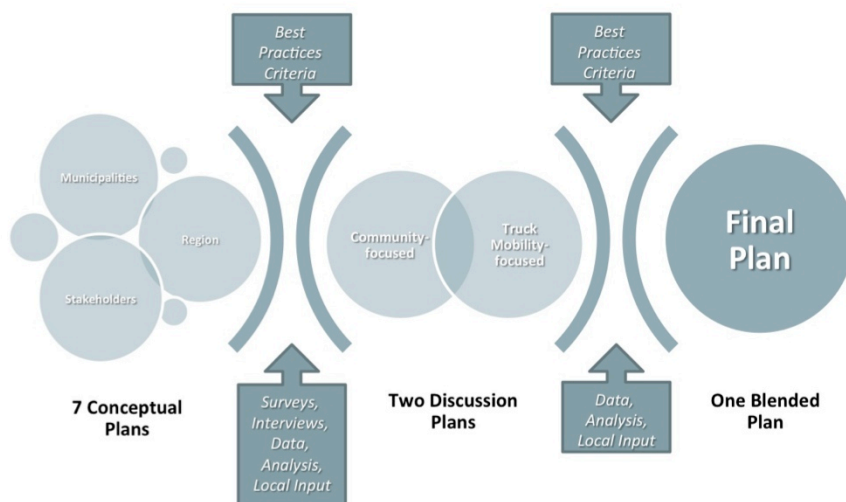 Best
Practices
Criteria
Best
Practices
Criteria
Municipalities
Region
Stakeholders
Community-
focused
Truck
Mobility-
focused
Final
Plan
7 Conceptual
Plans
Surveys,
Interviews,
Data,
Analysis,
Local Input
Two Discussion
Plans
Data,
Analysis,
Local Input
One Blended
Plan